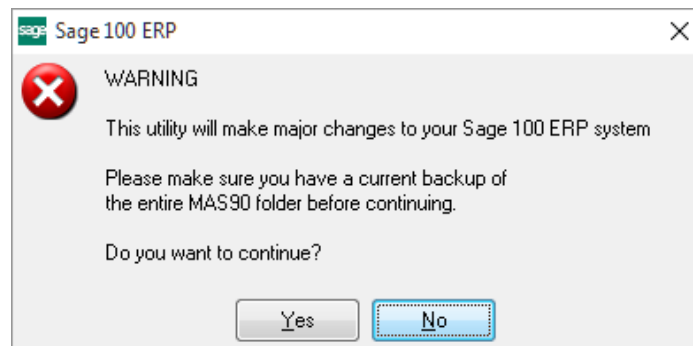 sage Sage 100 ERP
WARNING
This utility will make major changes to your Sage 100 ERP system
Please make sure you have a current backup of
the entire MAS90 folder before continuing.
Do you want to continue?
Yes No